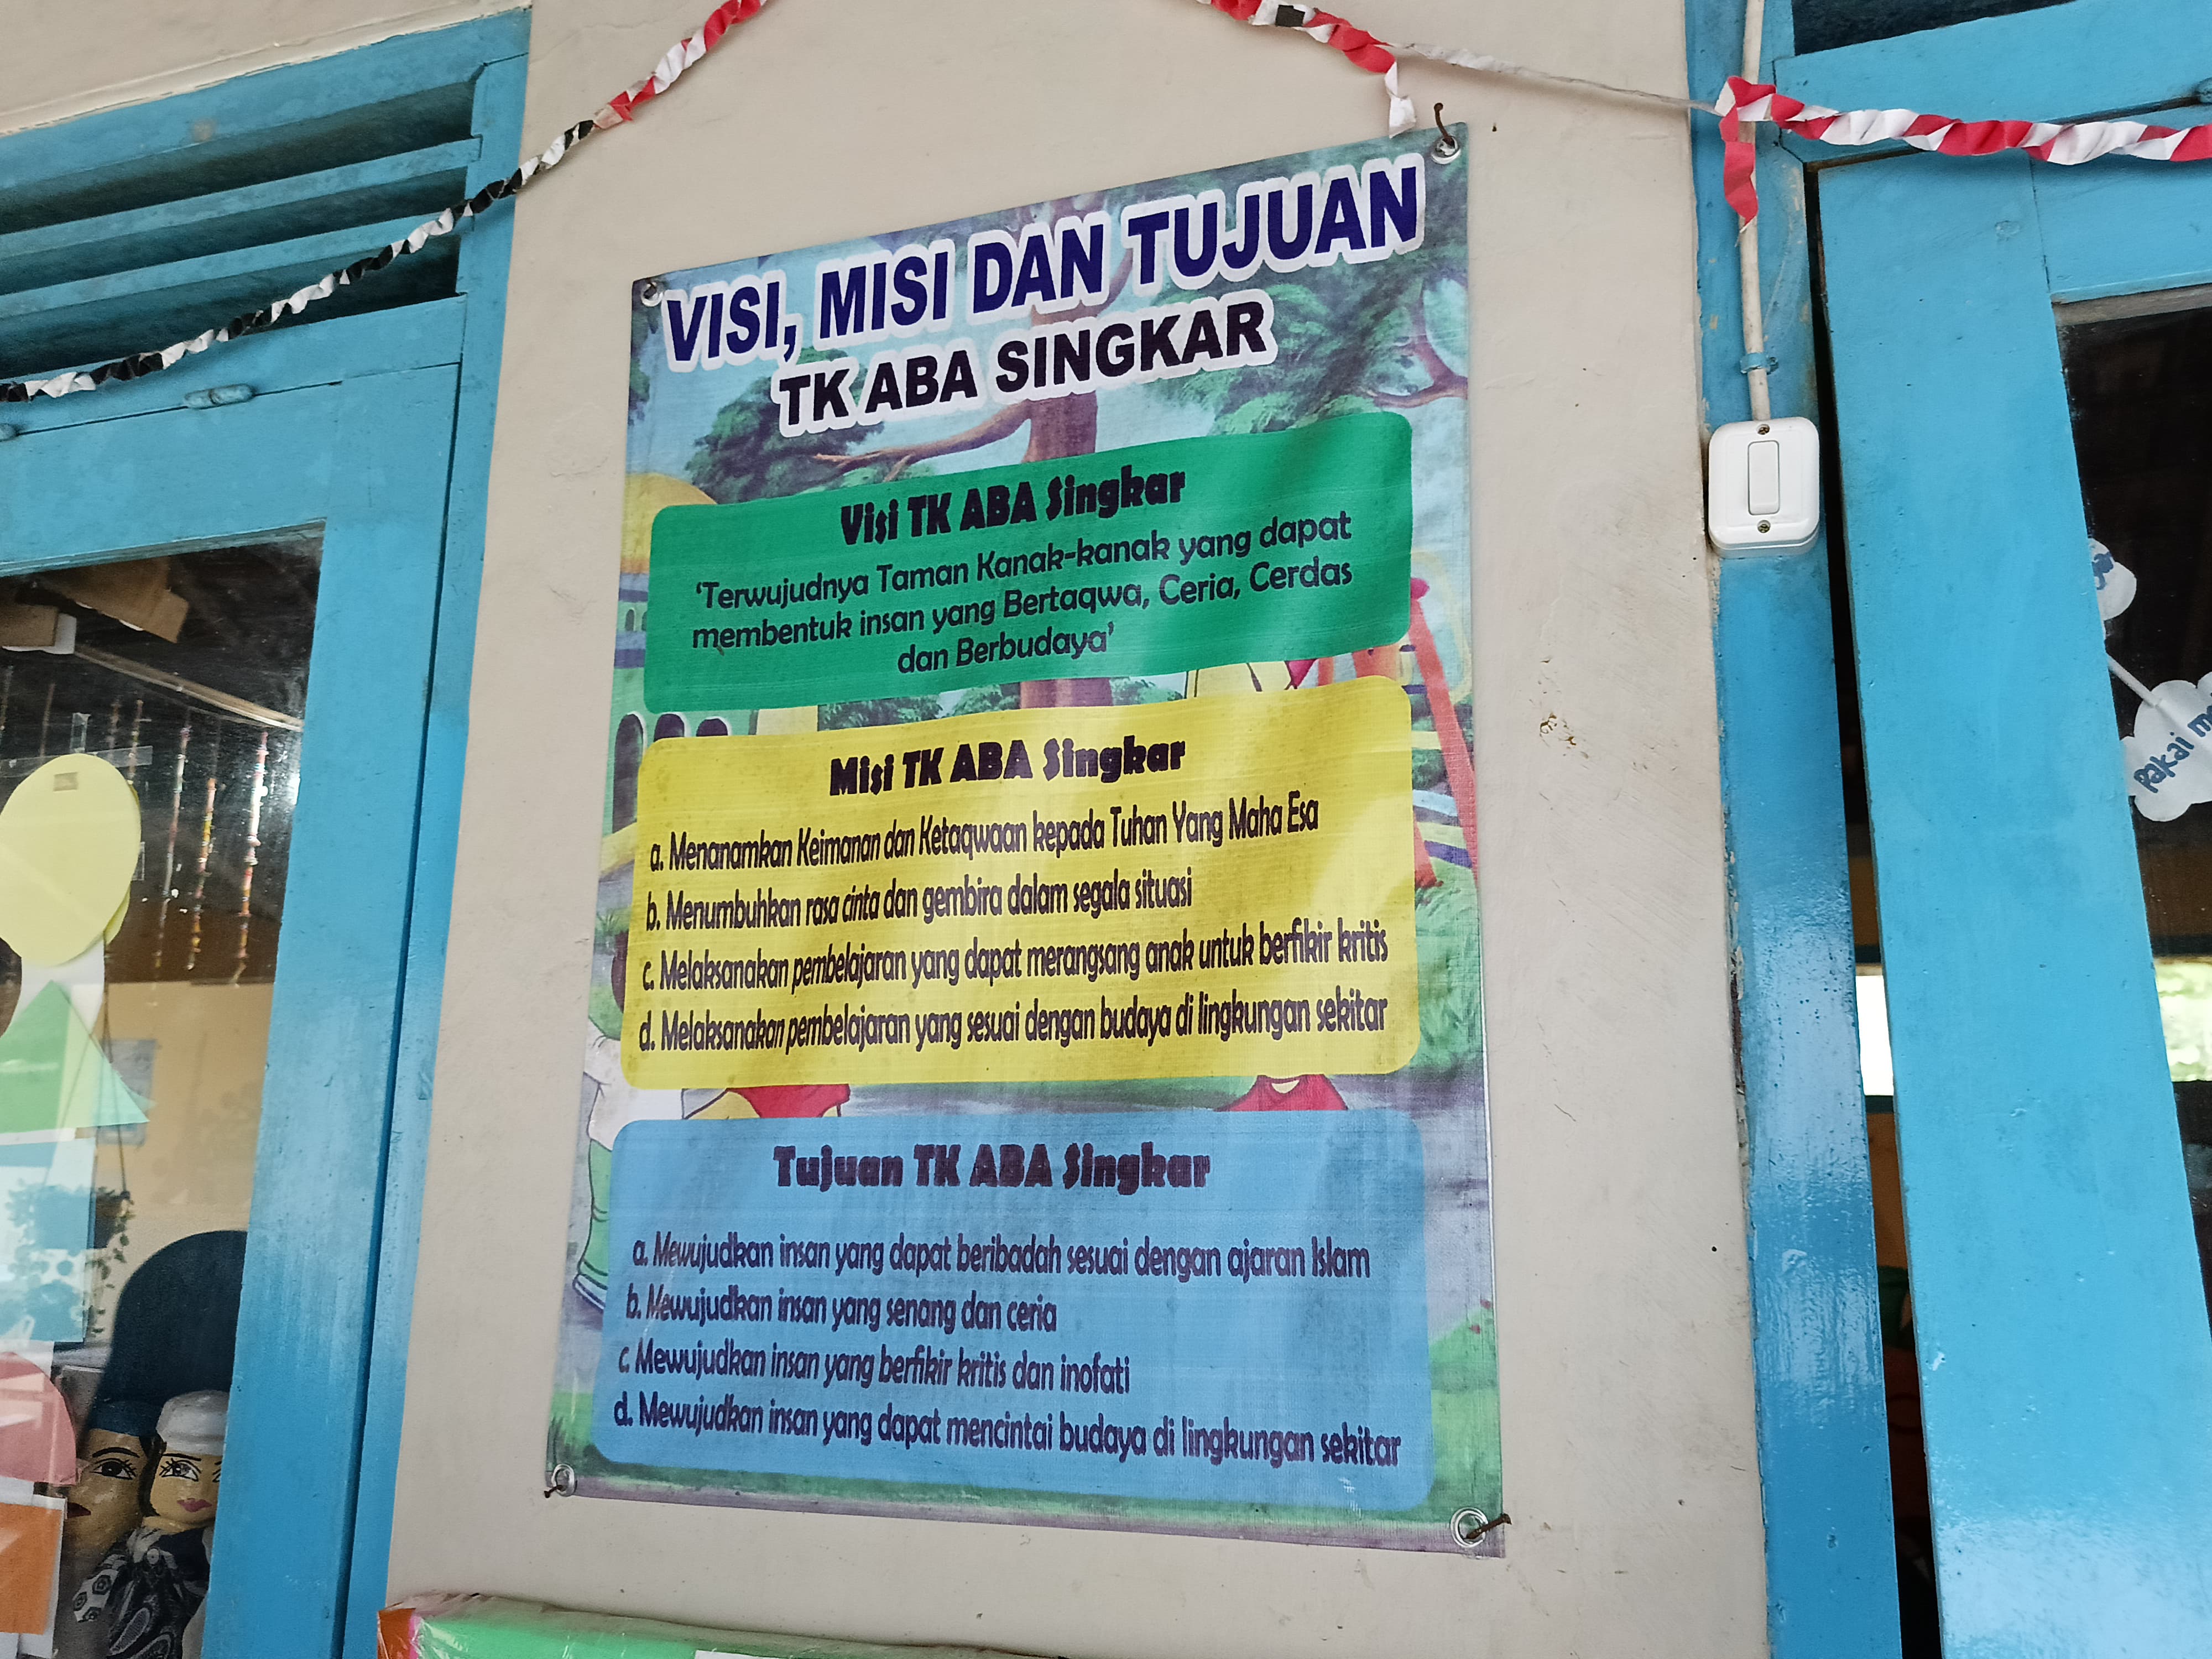 VISI, MISI DAN TUJUAN
TK ABA SINGKAR
Visi TK ABA Singkar
'Terwujudnya Taman Kanak-kanak yang dapat
membentuk insan yang Bertaqwa, Ceria, Cerdas
dan Berbudaya'
Misi TK ABA Singkar
a. Menanamkan Keimanan dan Ketaqwaan kepada Tuhan Yang Maha Esa
b. Menumbuhkan rasa cinta dan gembira dalam segala situasi
c. Melaksanakan pembelajaran yang dapat merangsang anak untuk berfikir kritis
d. Melaksanakan pembelajaran yang sesuai dengan budaya di lingkungan sekitar
Tujuan TK ABA Singkar
a. Mewujudkan insan yang dapat beribadah sesuai dengan ajaran Islam
b. Mewujudkan insan yang senang dan ceria
c. Mewujudkan insan yang berfikir kritis dan inofati
d. Mewujudkan insan yang dapat mencintai budaya di lingkungan sekitar
Pakai